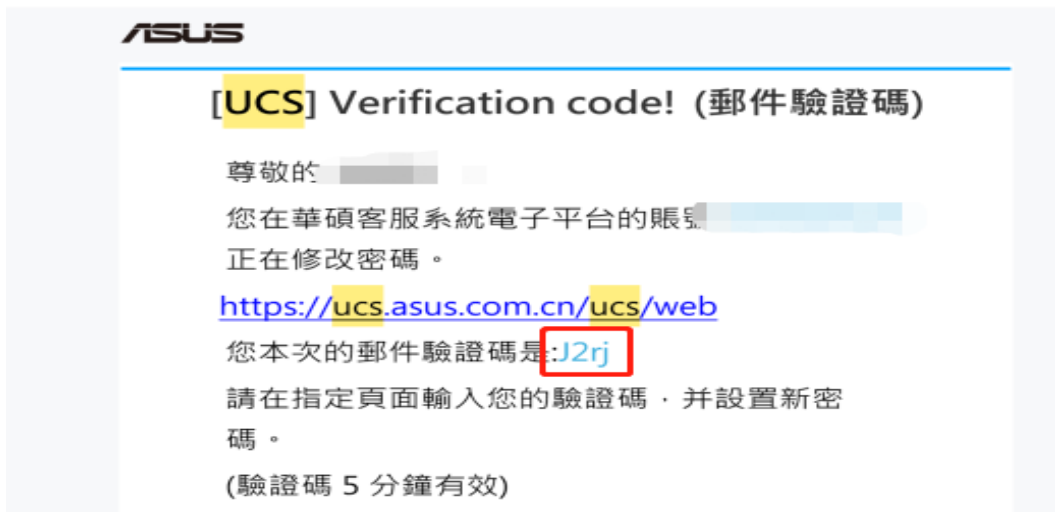 ASUS
[UCS] Verification code! (郵件驗證碼)
尊敬的
您在華碩客服系統電子平台的賬號
正在修改密碼。
https://ucs.asus.com.cn/ucs/web
您本次的郵件驗證碼是:J2rj
請在指定頁面輸入您的驗證碼，并設置新密
碼。
(驗證碼 5 分鐘有效)